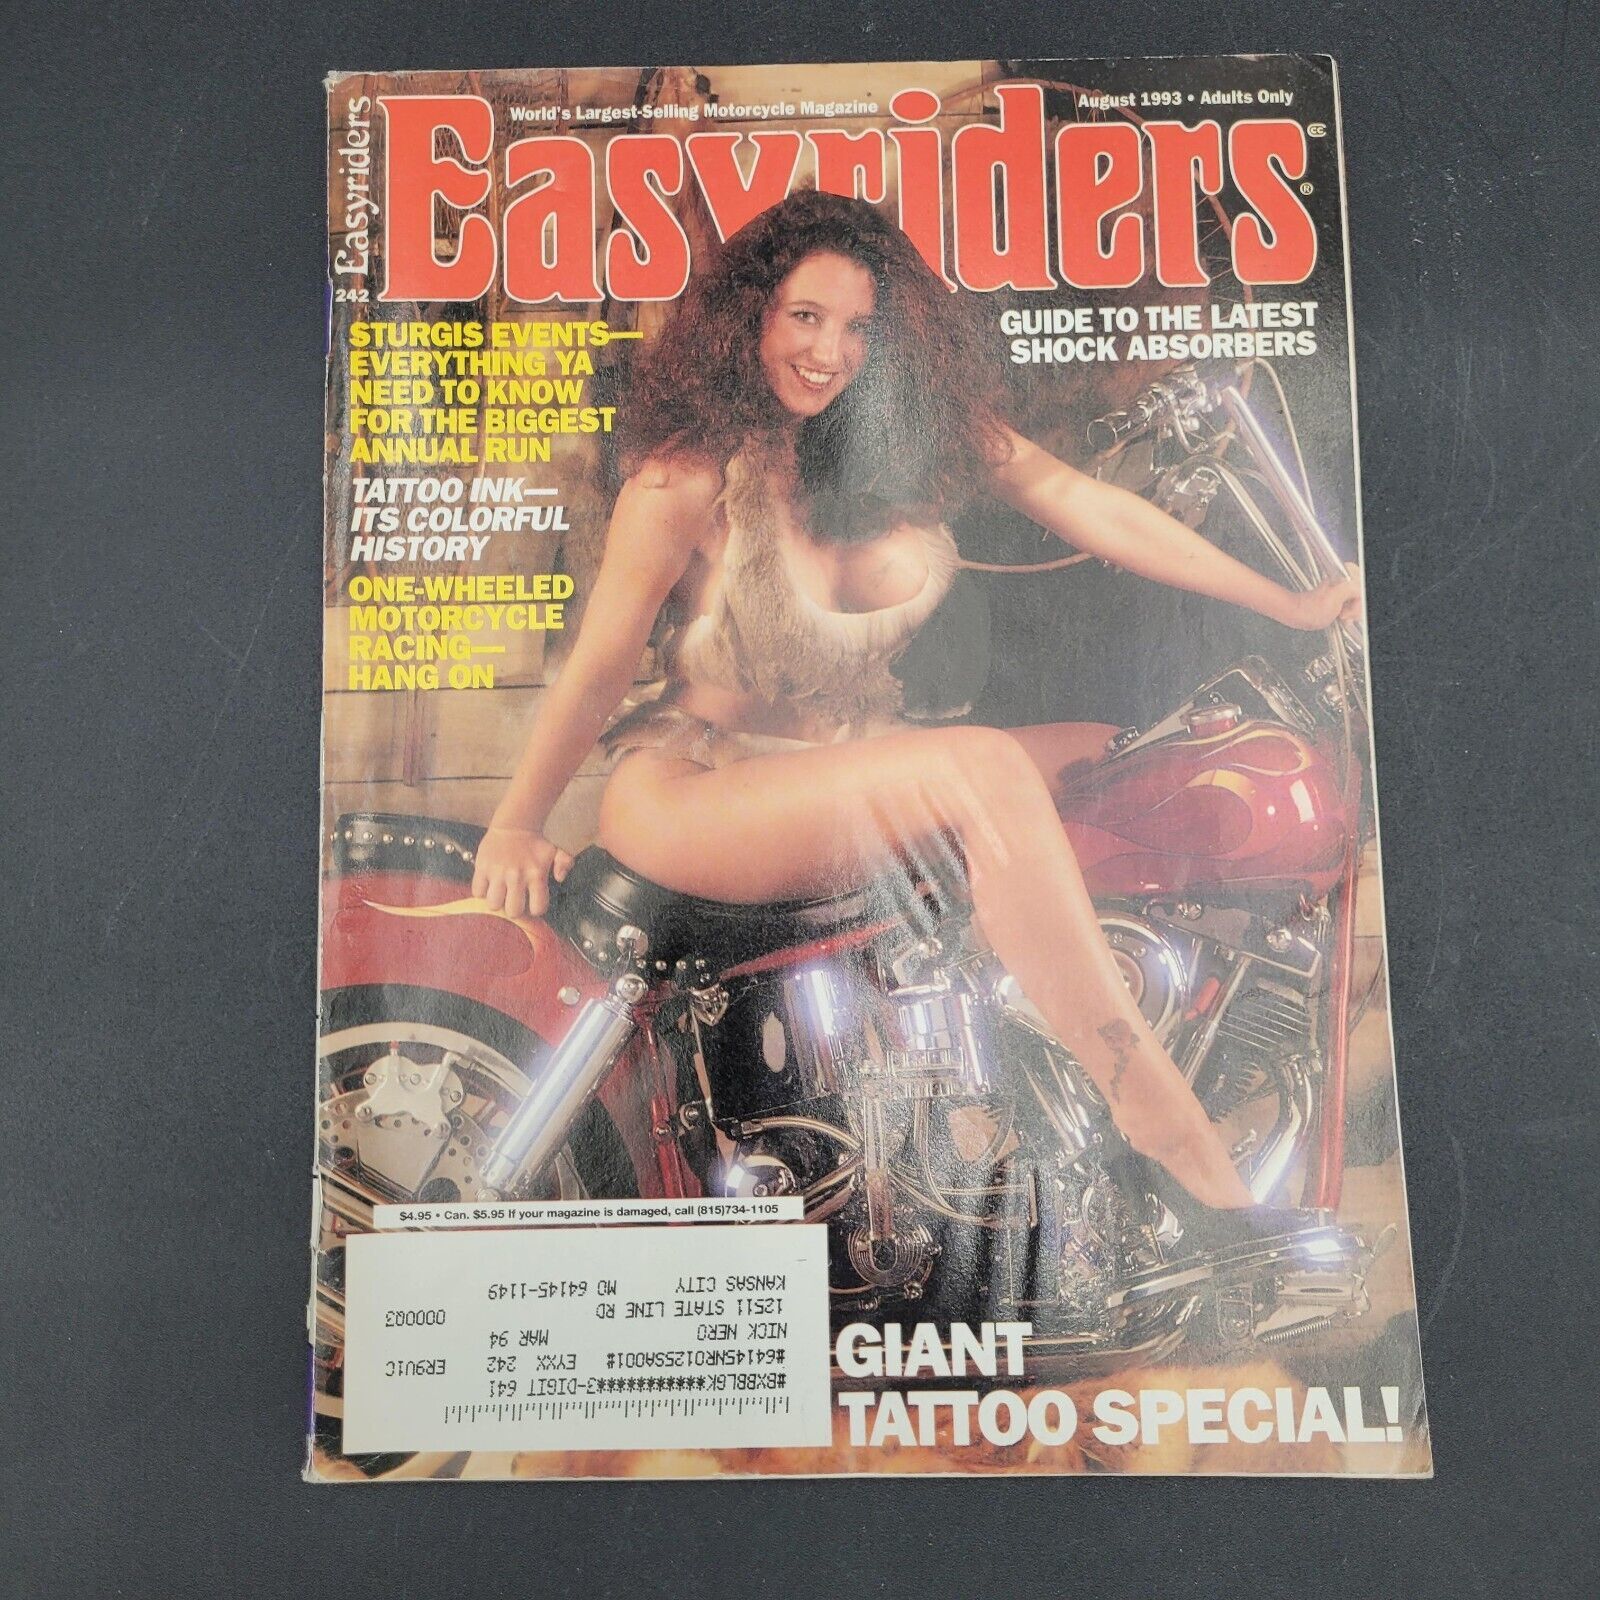 World's Largest-Selling Motorcycle Magazine
August 1993 • Adults Only
Easyriders
CC
®
Easyriders
242
STURGIS EVENTS—
EVERYTHING YA
NEED TO KNOW
FOR THE BIGGEST
ANNUAL RUN
TATTOO INK—
ITS COLORFUL
HISTORY
ONE-WHEELED
MOTORCYCLE
RACING—
HANG ON
GUIDE TO THE LATEST
SHOCK ABSORBERS
$4.95 • Can. $5.95 If your magazine is damaged, call (815)734-1105
#BXBBLGK************3-DIGIT 641
#64145NR0125SA001# EYXX 242 ER9U1C
NICK NERO MAR 94
12511 STATE LINE RD 0000Q3
KANSAS CITY MO 64145-1149
GIANT
TATTOO SPECIAL!